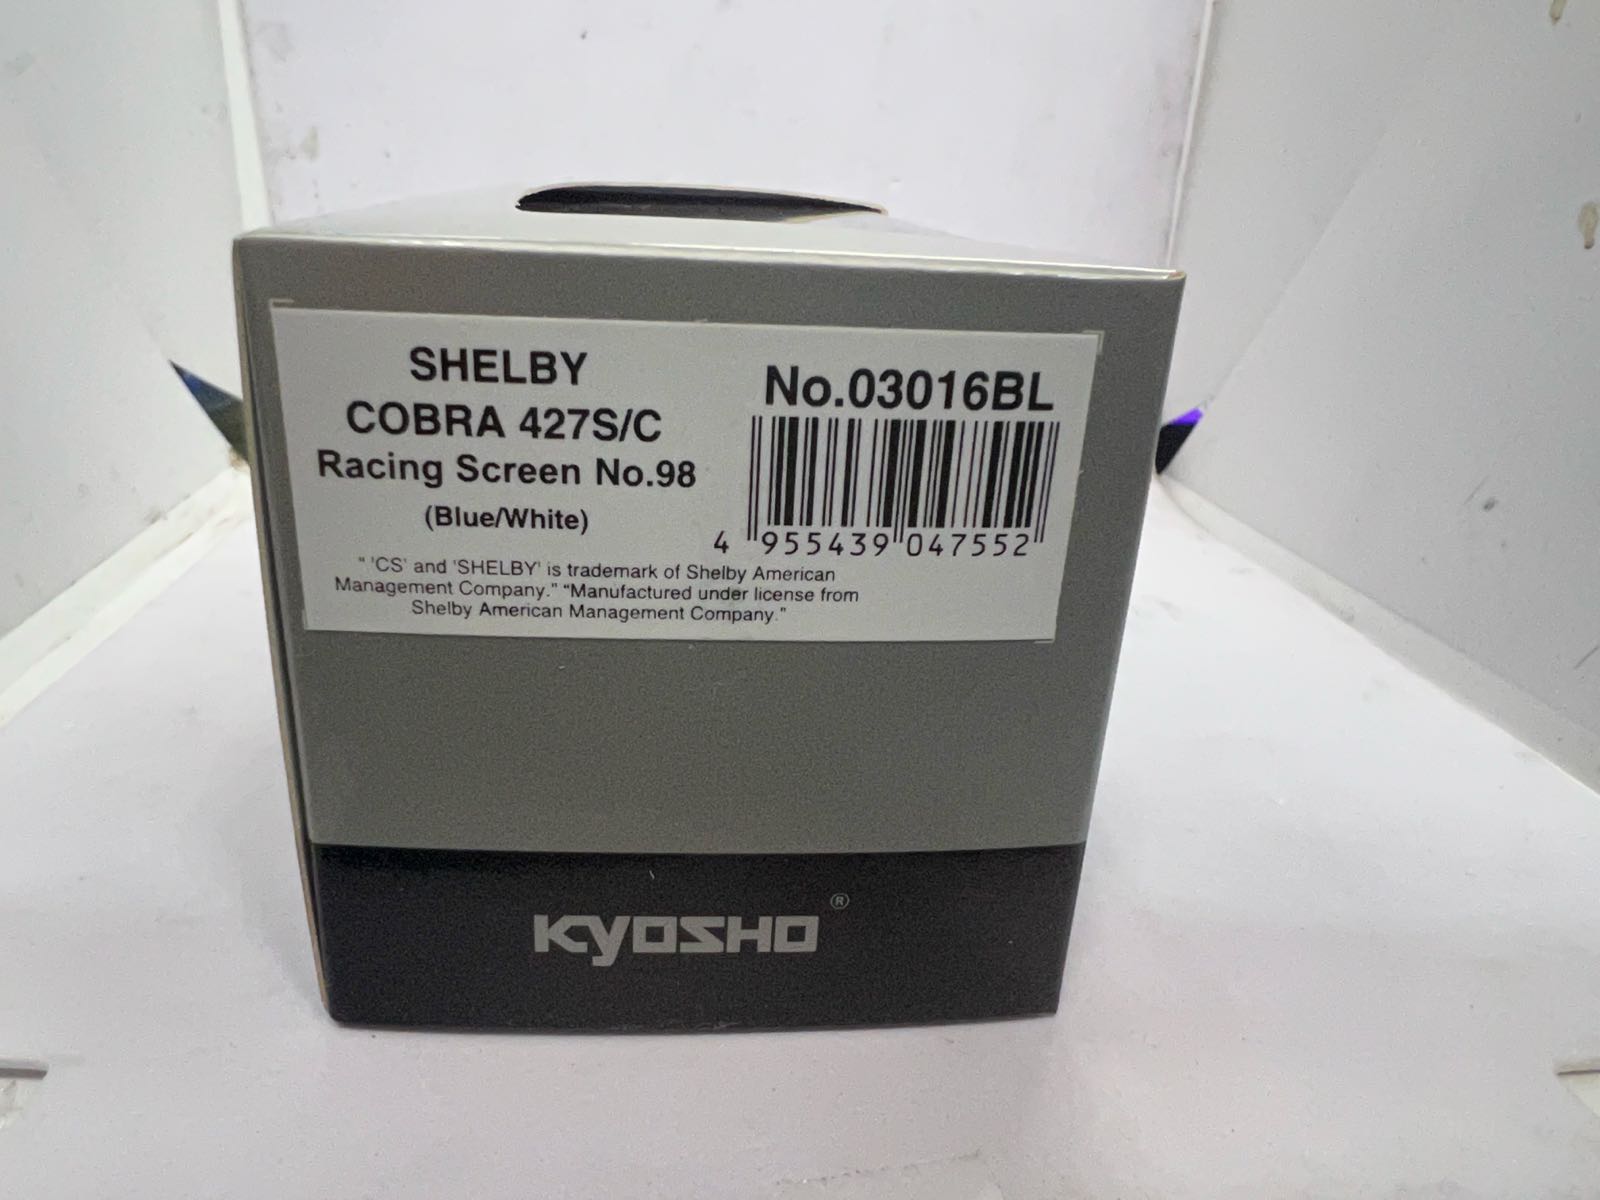 SHELBY
COBRA 427S/C
Racing Screen No.98
(Blue/White)
No.03016BL
4 955439 047552
" 'CS' and 'SHELBY' is trademark of Shelby American
Management Company." "Manufactured under license from
Shelby American Management Company."
KYOSHO ®